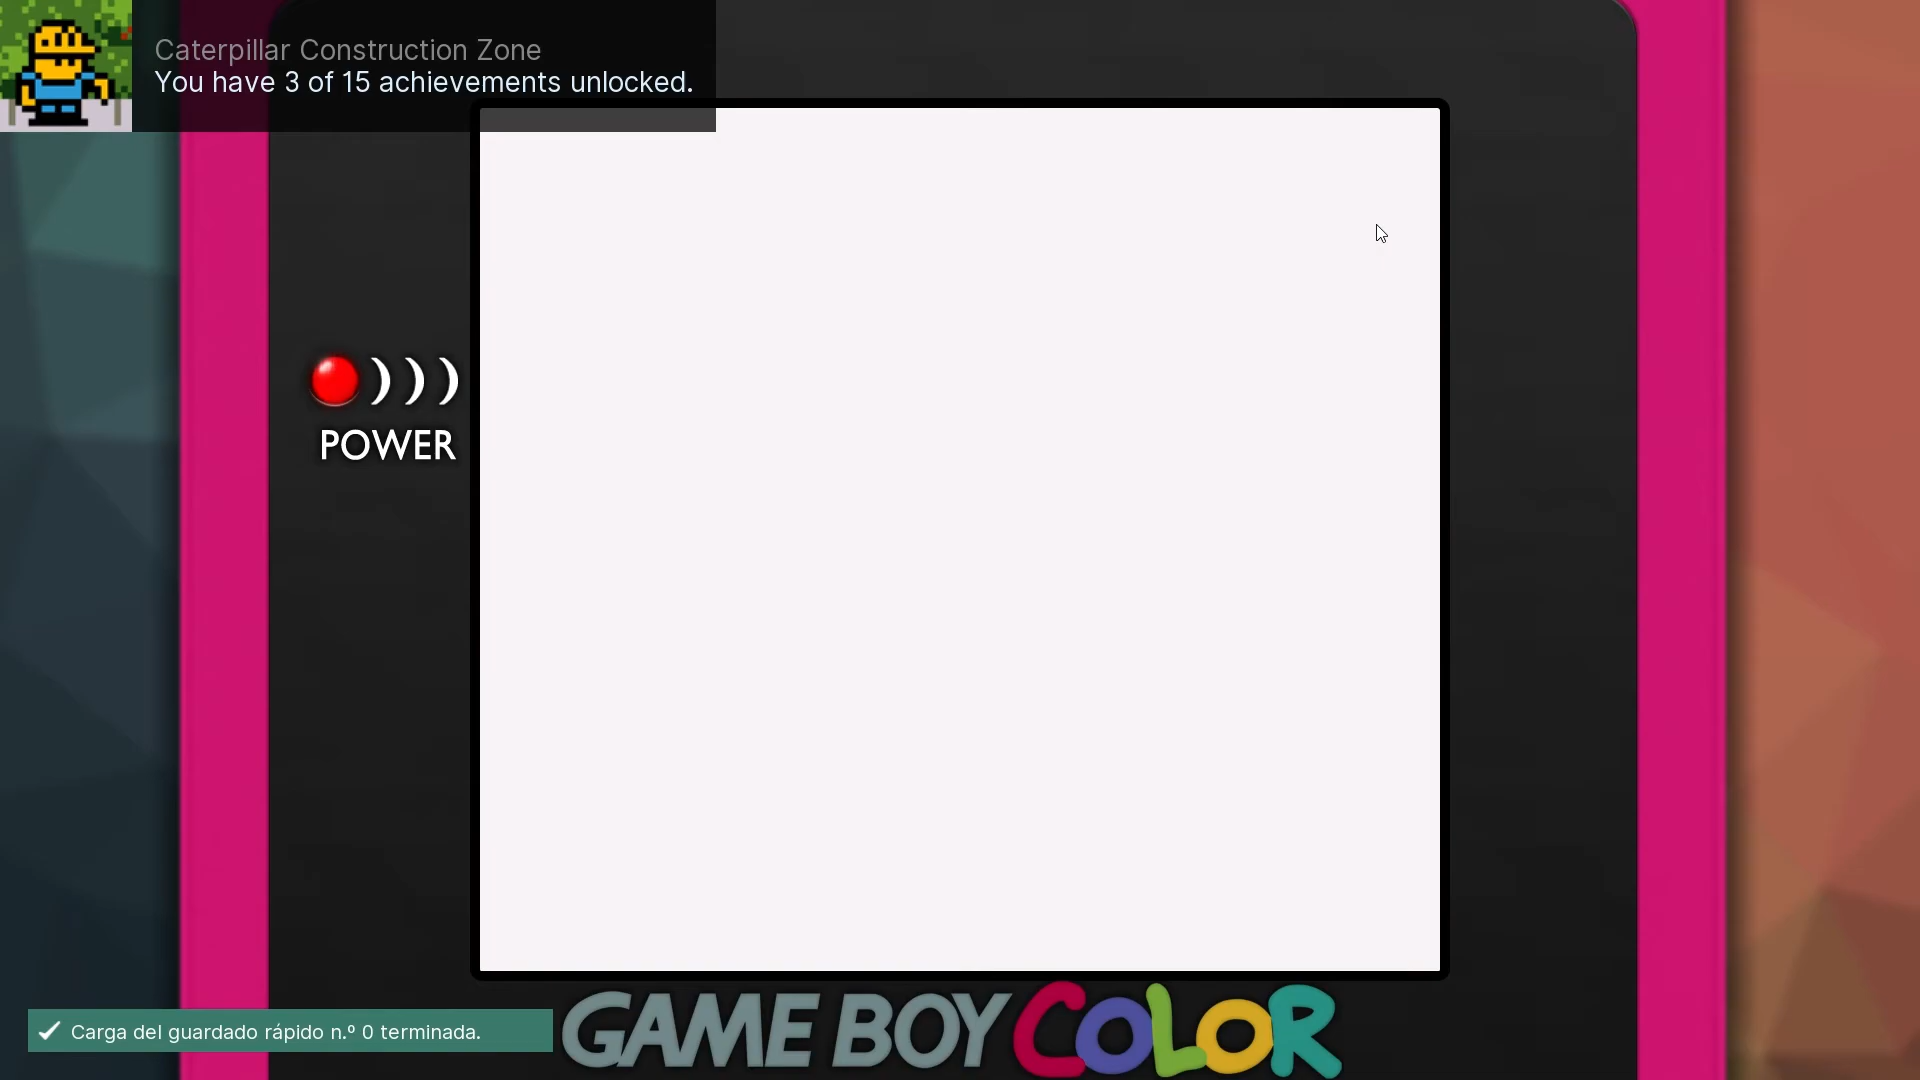 Caterpillar Construction Zone
You have 3 of 15 achievements unlocked.
POWER
Carga del guardado rápido n.º 0 terminada.
GAME BOY COLOR